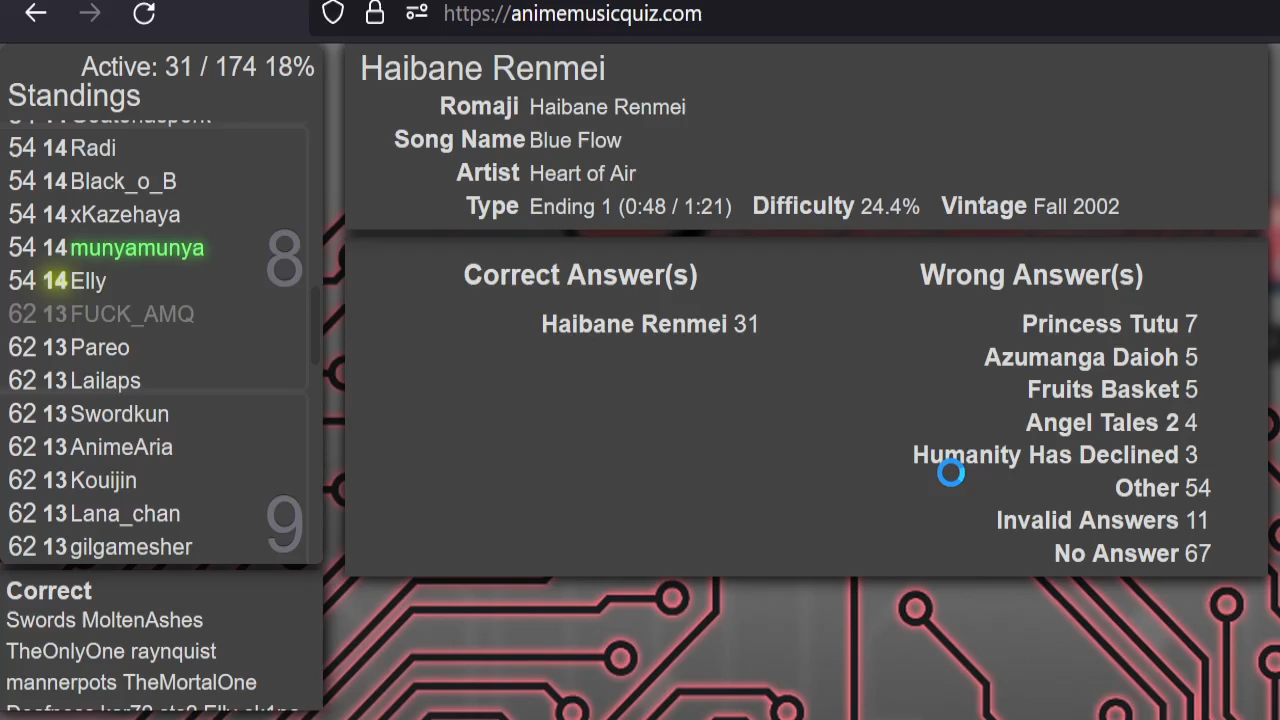 https://animemusicquiz.com
Active: 31 / 174 18%
Standings
54 14 Radi
54 14 Black_o_B
54 14 xKazehaya
54 14 munyamunya
54 14 Elly
8
62 13 FUCK_AMQ
62 13 Pareo
62 13 Lailaps
62 13 Swordkun
62 13 AnimeAria
62 13 Kouijin
62 13 Lana_chan
62 13 gilgamesher
9
Correct
Swords MoltenAshes
TheOnlyOne raynquist
mannerpots TheMortalOne
Haibane Renmei
Romaji Haibane Renmei
Song Name Blue Flow
Artist Heart of Air
Type Ending 1 (0:48 / 1:21) Difficulty 24.4% Vintage Fall 2002
Correct Answer(s)
Haibane Renmei 31
Wrong Answer(s)
Princess Tutu 7
Azumanga Daioh 5
Fruits Basket 5
Angel Tales 2 4
Humanity Has Declined 3
Other 54
Invalid Answers 11
No Answer 67